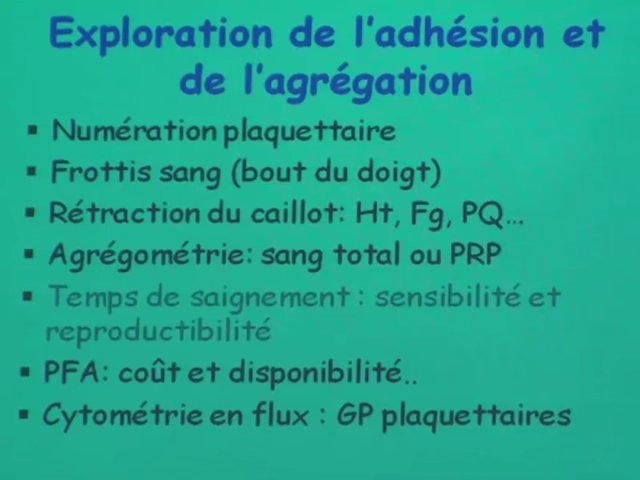 Exploration de l'adhésion et
de l'agrégation
▪ Numération plaquettaire
▪ Frottis sang (bout du doigt)
▪ Rétraction du caillot: Ht, Fg, PQ…
▪ Agrégométrie: sang total ou PRP
▪ Temps de saignement : sensibilité et
reproductibilité
▪ PFA: coût et disponibilité..
▪ Cytométrie en flux : GP plaquettaires